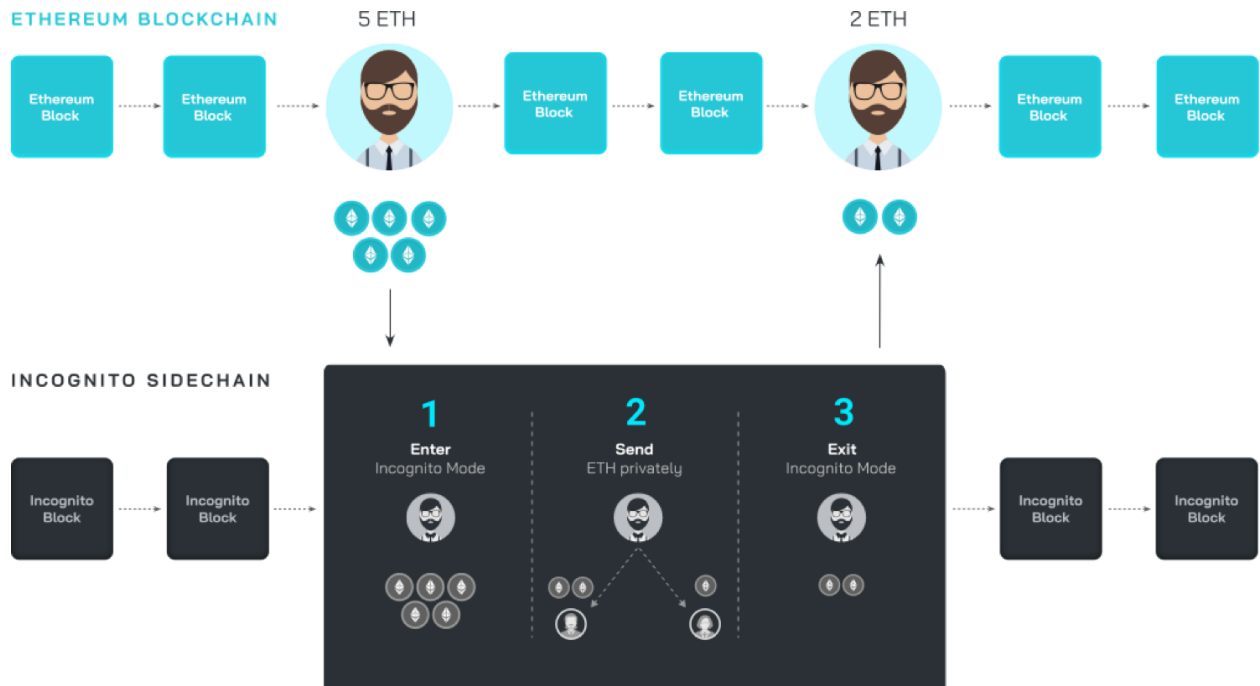 ETHEREUM BLOCKCHAIN
5 ETH
2 ETH
Ethereum
Block
Ethereum
Block
Ethereum
Block
Ethereum
Block
Ethereum
Block
Ethereum
Block
INCOGNITO SIDECHAIN
1
Enter
Incognito Mode
2
Send
ETH privately
3
Exit
Incognito Mode
Incognito
Block
Incognito
Block
Incognito
Block
Incognito
Block